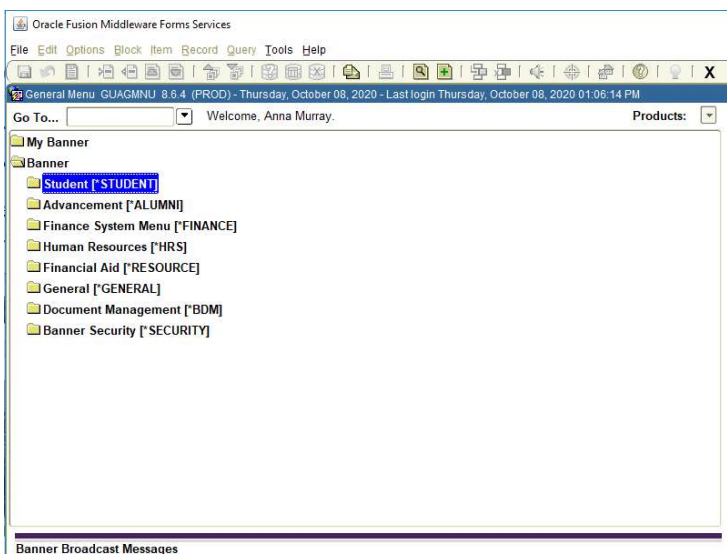 Oracle Fusion Middleware Forms Services
File Edit Options Block Item Record Query Tools Help
General Menu GUAGMNU 8.6.4 (PROD) - Thursday, October 08, 2020 - Last login Thursday, October 08, 2020 01:06:14 PM
Go To... Welcome, Anna Murray. Products:
My Banner
Banner
Student [*STUDENT]
Advancement [*ALUMNI]
Finance System Menu [*FINANCE]
Human Resources [*HRS]
Financial Aid [*RESOURCE]
General [*GENERAL]
Document Management [*BDM]
Banner Security [*SECURITY]
Banner Broadcast Messages